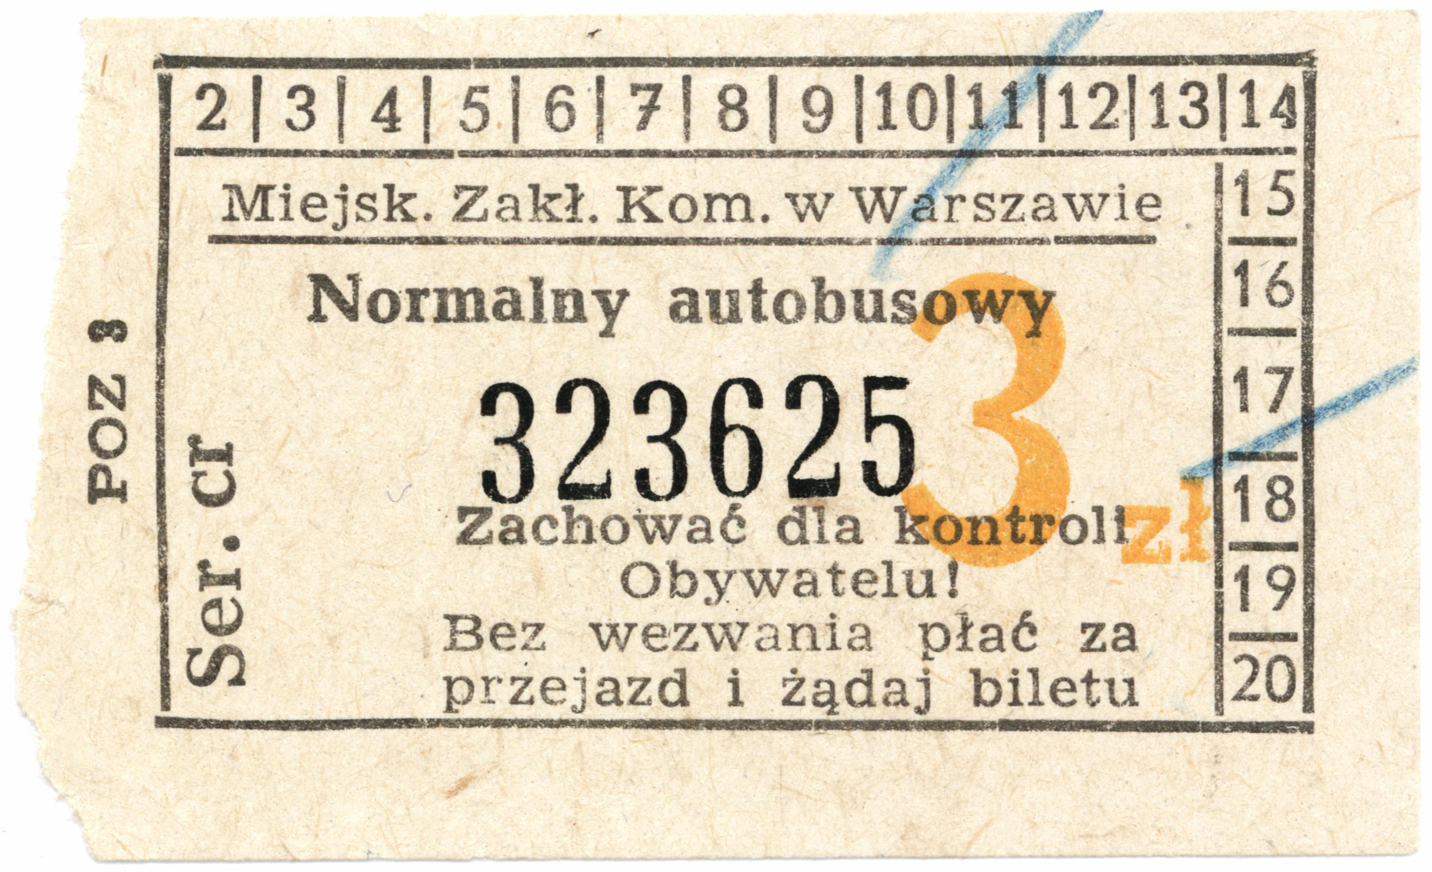 2 | 3 | 4 | 5 | 6 | 7 | 8 | 9 | 10 | 11 | 12 | 13 | 14
15
16
17
18
19
20
Miejsk. Zakł. Kom. w Warszawie
Normalny autobusowy
323625
3 zł
Zachować dla kontroli
Obywatelu!
Bez wezwania płać za
przejazd i żądaj biletu
Ser. cr
POZ 3